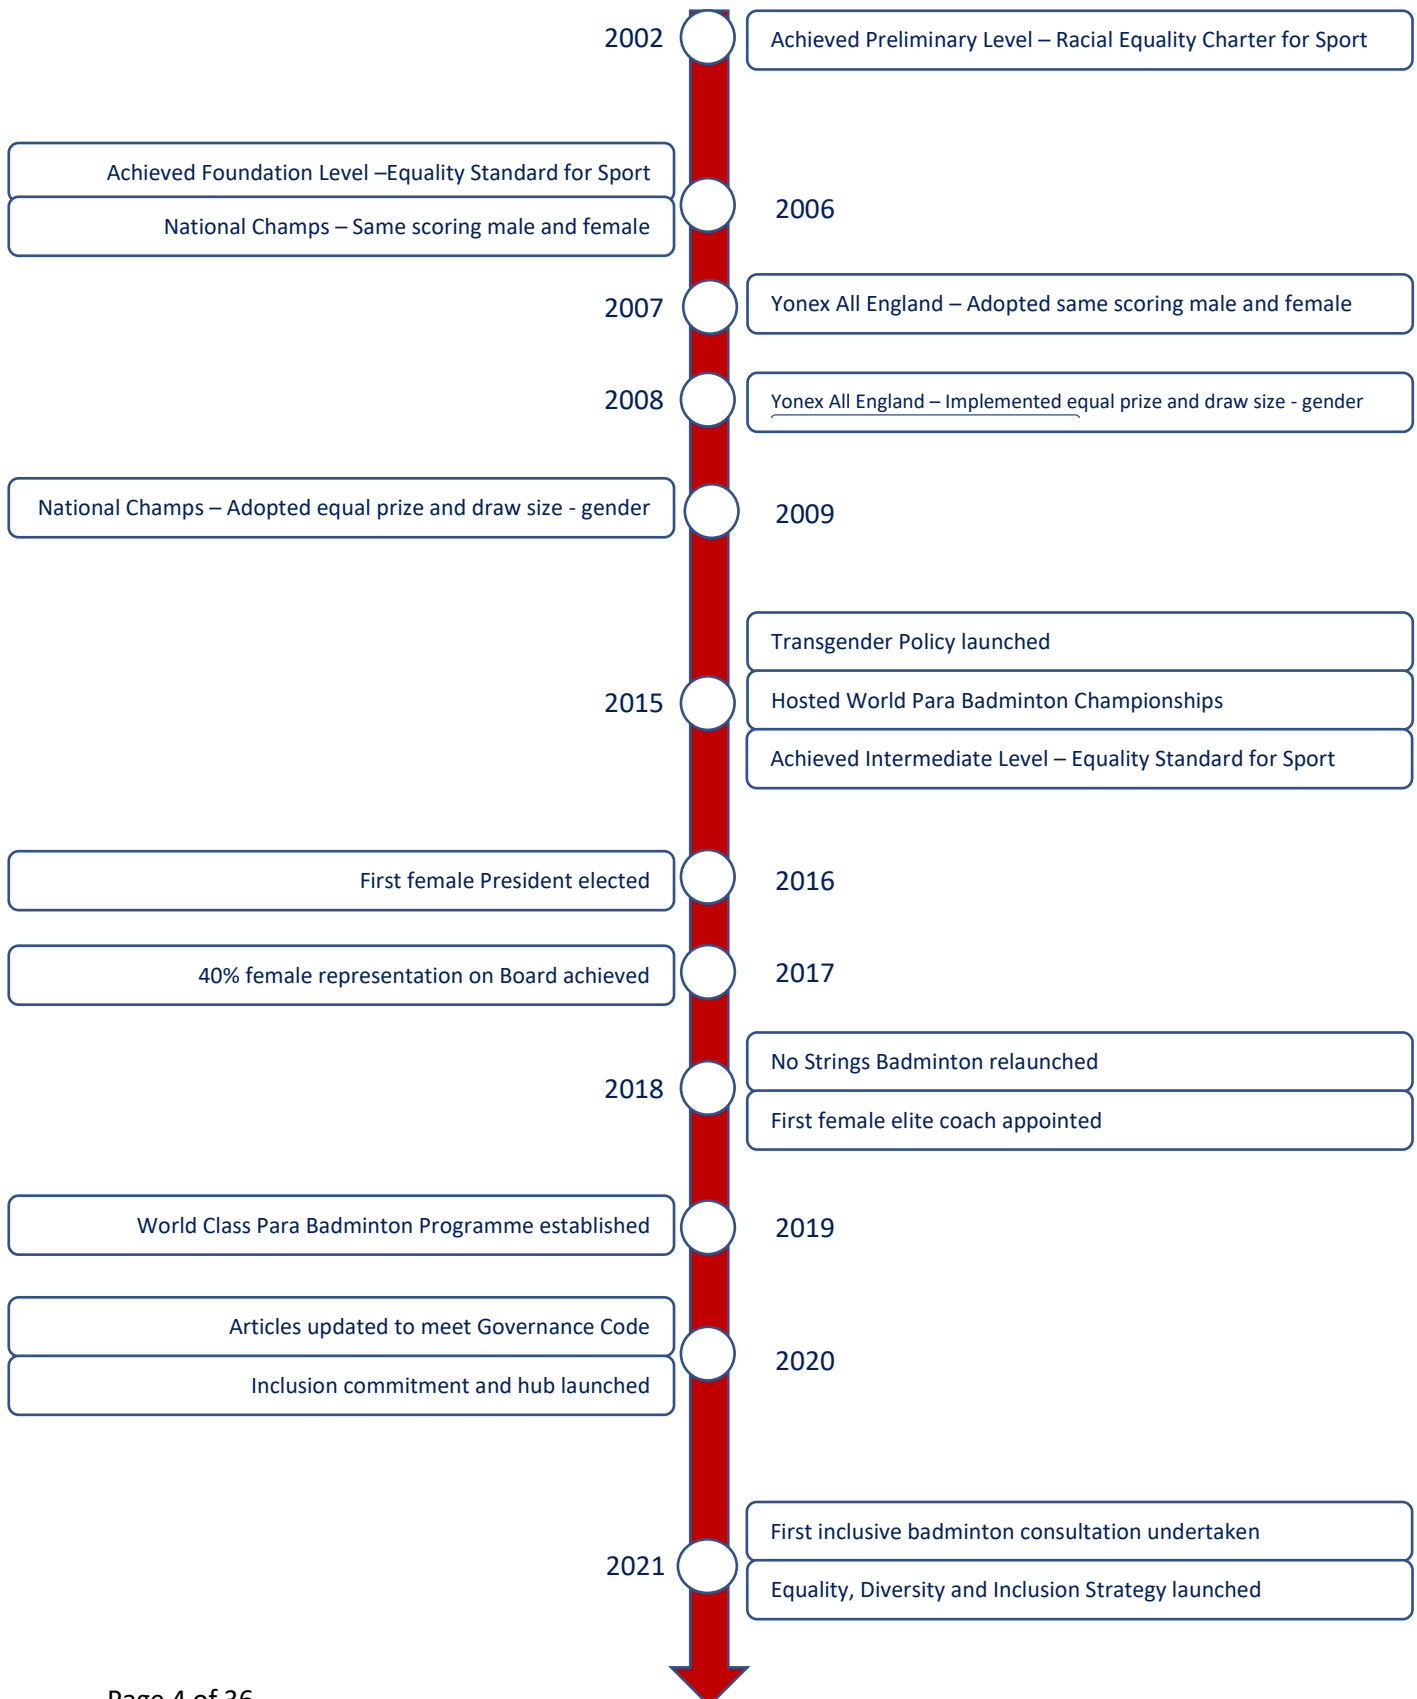 2002
Achieved Preliminary Level – Racial Equality Charter for Sport
Achieved Foundation Level –Equality Standard for Sport
National Champs – Same scoring male and female
2006
2007
Yonex All England – Adopted same scoring male and female
2008
Yonex All England – Implemented equal prize and draw size - gender
National Champs – Adopted equal prize and draw size - gender
2009
2015
Transgender Policy launched
Hosted World Para Badminton Championships
Achieved Intermediate Level – Equality Standard for Sport
First female President elected
2016
40% female representation on Board achieved
2017
2018
No Strings Badminton relaunched
First female elite coach appointed
World Class Para Badminton Programme established
2019
Articles updated to meet Governance Code
Inclusion commitment and hub launched
2020
2021
First inclusive badminton consultation undertaken
Equality, Diversity and Inclusion Strategy launched
Page 4 of 36